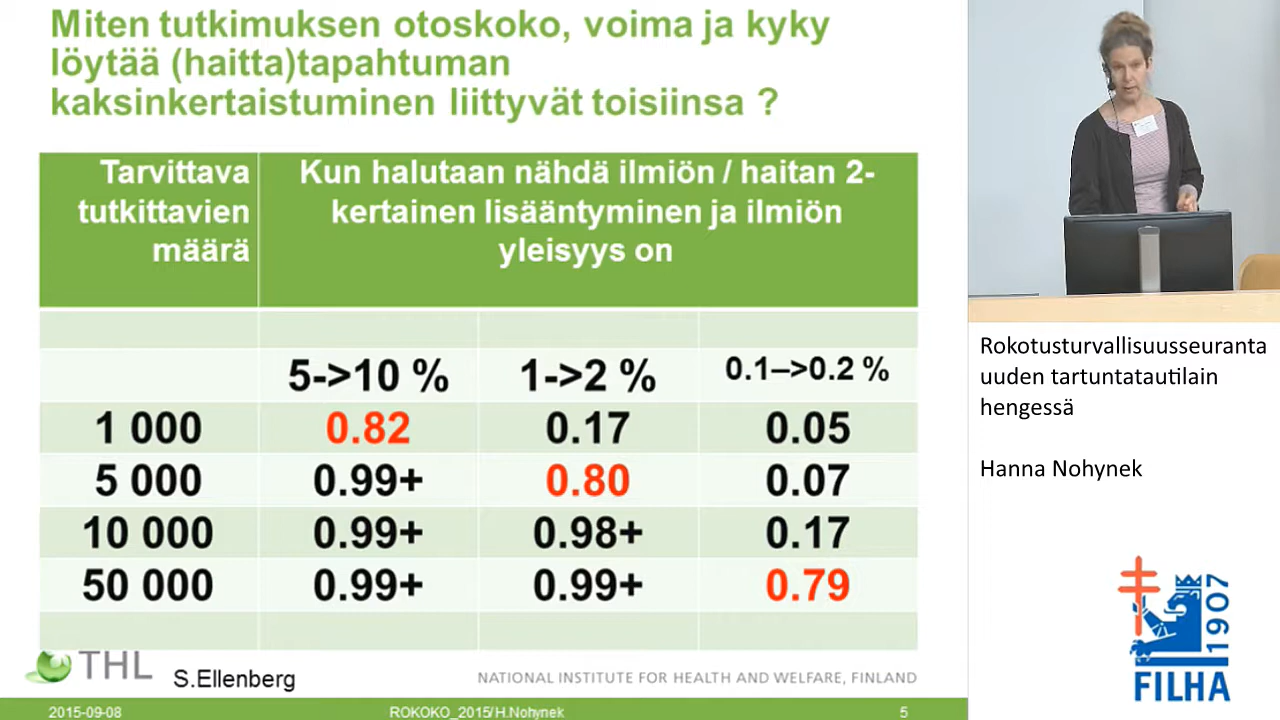 Miten tutkimuksen otoskoko, voima ja kyky
löytää (haitta)tapahtuman
kaksinkertaistuminen liittyvät toisiinsa ?
Tarvittava
tutkittavien
määrä
Kun halutaan nähdä ilmiön / haitan 2-
kertainen lisääntyminen ja ilmiön
yleisyys on
5->10 % 1->2 % 0.1–>0.2 %
1 000 0.82 0.17 0.05
5 000 0.99+ 0.80 0.07
10 000 0.99+ 0.98+ 0.17
50 000 0.99+ 0.99+ 0.79
THL
S.Ellenberg
NATIONAL INSTITUTE FOR HEALTH AND WELFARE, FINLAND
2015-09-08 ROKOKO_2015/H.Nohynek 5
Rokotusturvallisuusseuranta
uuden tartuntatautilain
hengessä
Hanna Nohynek
1907
FILHA